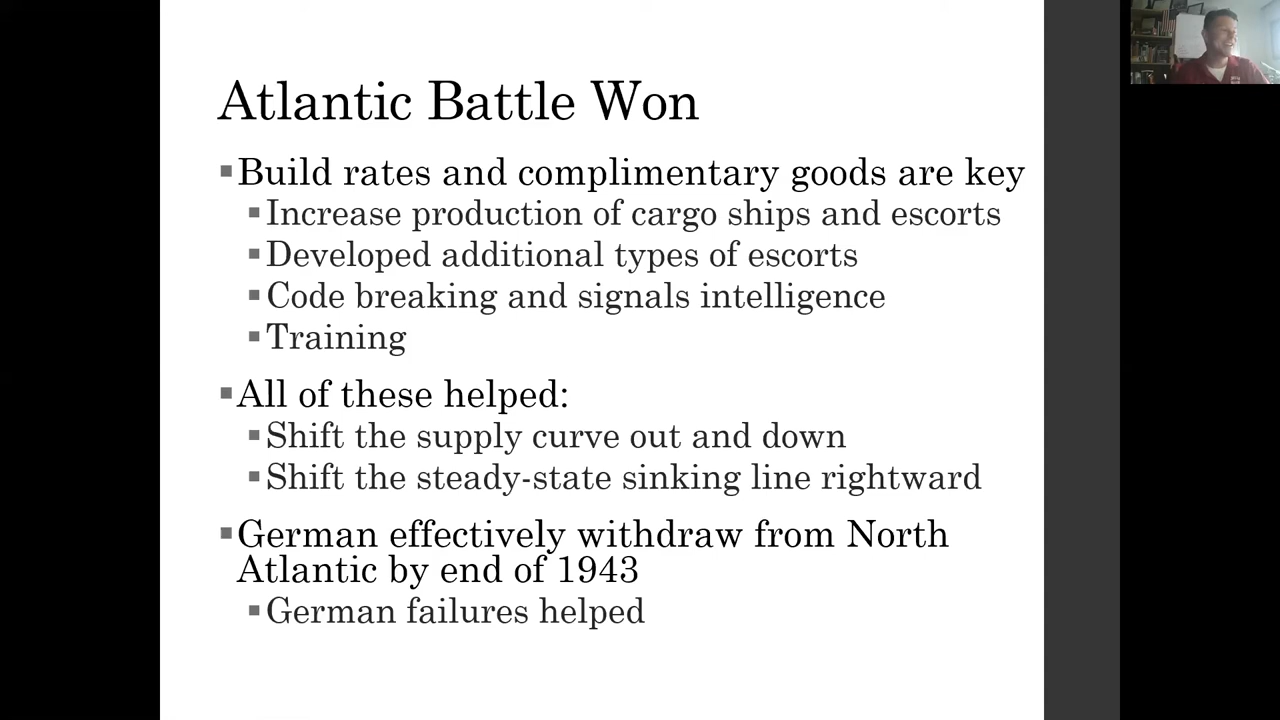 Atlantic Battle Won
▪Build rates and complimentary goods are key
▪Increase production of cargo ships and escorts
▪Developed additional types of escorts
▪Code breaking and signals intelligence
▪Training
▪All of these helped:
▪Shift the supply curve out and down
▪Shift the steady-state sinking line rightward
▪German effectively withdraw from North
Atlantic by end of 1943
▪German failures helped